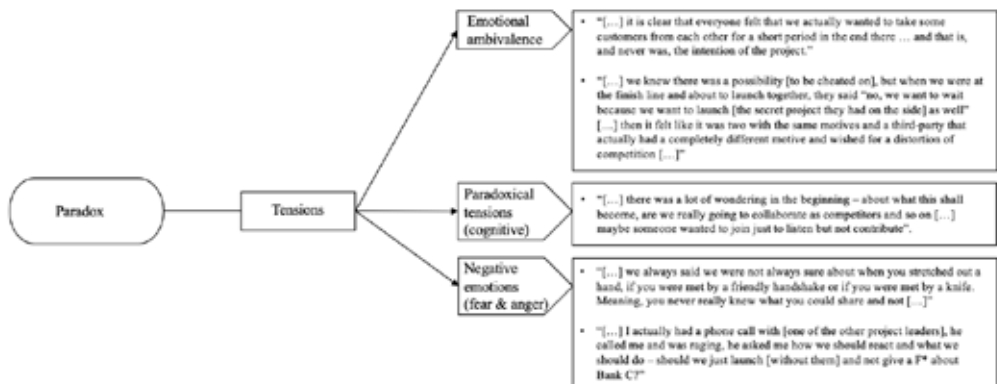 Paradox
Tensions
Emotional
ambivalence
• “[…] it is clear that everyone felt that we actually wanted to take some
customers from each other for a short period in the end there … and that is,
and never was, the intention of the project.”
• “[…] we knew there was a possibility [to be cheated on], but when we were at
the finish line and about to launch together, they said “no, we want to wait
because we want to launch [the secret project they had on the side] as well”
[…] then it felt like it was two with the same motives and a third-party that
actually had a completely different motive and wished for a distortion of
competition […]”
Paradoxical
tensions
(cognitive)
• “[…] there was a lot of wondering in the beginning – about what this shall
become, are we really going to collaborate as competitors and so on […]
maybe someone wanted to join just to listen but not contribute”.
Negative
emotions
(fear & anger)
• “[…] we always said we were not always sure about when you stretched out a
hand, if you were met by a friendly handshake or if you were met by a knife.
Meaning, you never really knew what you could share and not […]”
• “[…] I actually had a phone call with [one of the other project leaders], he
called me and was raging, he asked me how we should react and what we
should do – should we just launch [without them] and not give a F* about
Bank C?”